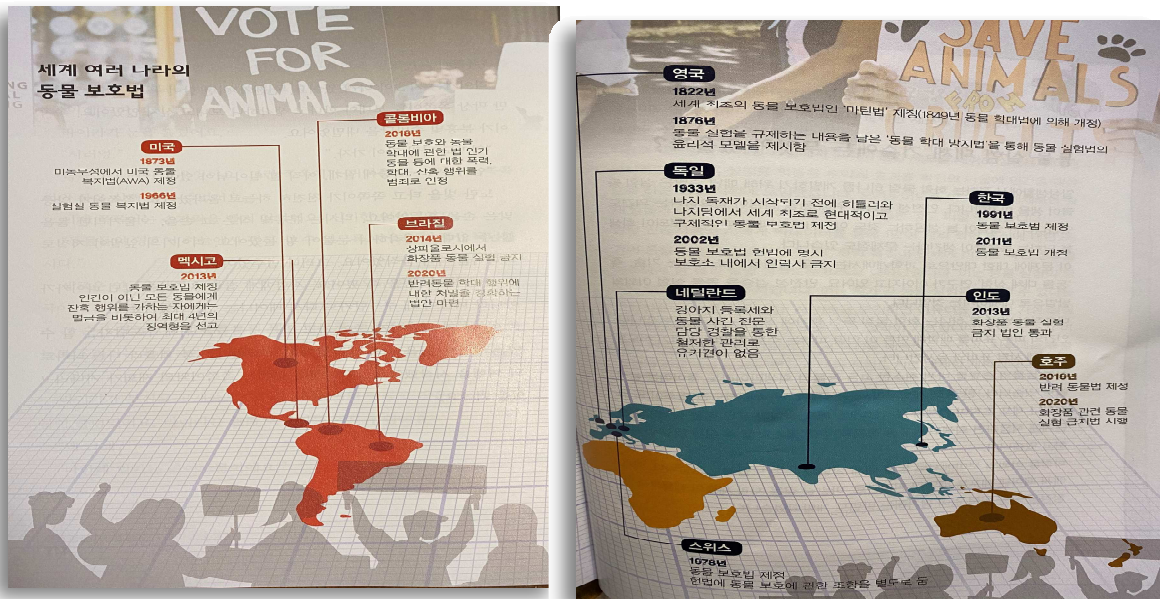 VOTE
FOR
ANIMALS
세계 여러 나라의
동물 보호법
미국
1873년
미농무성에서 미국 동물
복지법(AWA) 제정
1966년
실험실 동물 복지법 제정
콜롬비아
2016년
동물 보호와 동물
학대에 관한 법
동물 등에 대한 폭력,
학대, 잔혹 행위를
범죄로 인정
브라질
2014년
상파울로시에서
화장품 동물 실험 금지
2020년
반려동물 학대 행위에
대한 처벌을 강화하는
법안 마련
멕시고
2013년
동물 보호법 제정
인간이 아닌 모든 동물에게
잔혹 행위를 가하는 자에게는
벌금을 비롯하여 최대 4년의
징역형을 선고
SAVE
ANIMALS
FROM
영국
1822년
세계 최초의 동물 보호법인 '마틴법' 제정(1849년 동물 학대법에 의해 개정)
1876년
동물 실험을 규제하는 내용을 담은 '동물 학대 방지법'을 통해 동물 실험법의
윤리적 모델을 제시함
독일
1933년
나치 독재가 시작되기 전에 히틀러와
나치당에서 세계 최초로 현대적이고
구체적인 동물 보호법 제정
2002년
동물 보호법 헌법에 명시
보호소 내에서 안락사 금지
네덜란드
강아지 등록세와
동물 사건 전문
담당 경찰을 통한
철저한 관리로
유기견이 없음
한국
1991년
동물 보호법 제정
2011년
동물 보호법 개정
인도
2013년
화장품 동물 실험
금지 법안 통과
호주
2016년
반려 동물법 제정
2020년
화장품 관련 동물
실험 금지법 시행
스위스
1978년
동물 보호법 제정
헌법에 동물 보호에 관한 조항을 별도로 둠